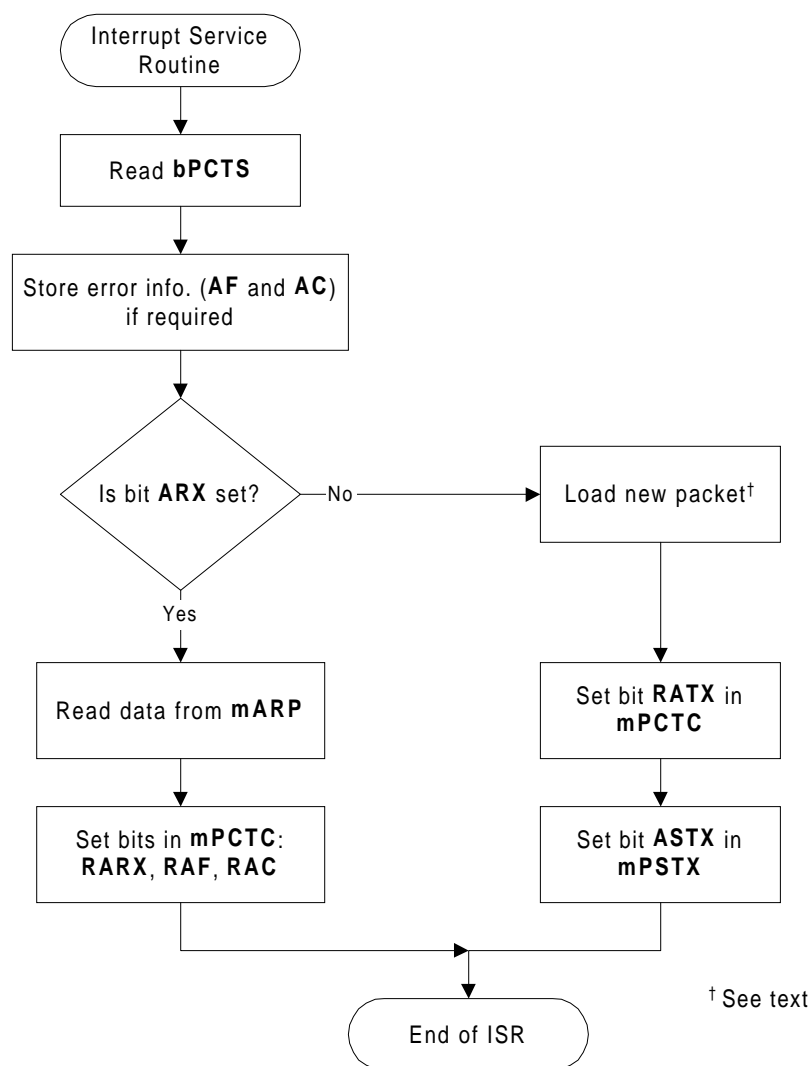 Interrupt Service
Routine
Read bPCTS
Store error info. (AF and AC)
if required
Is bit ARX set?
No
Load new packet†
Yes
Read data from mARP
Set bit RATX in
mPCTC
Set bits in mPCTC:
RARX, RAF, RAC
Set bit ASTX in
mPSTX
† See text
End of ISR